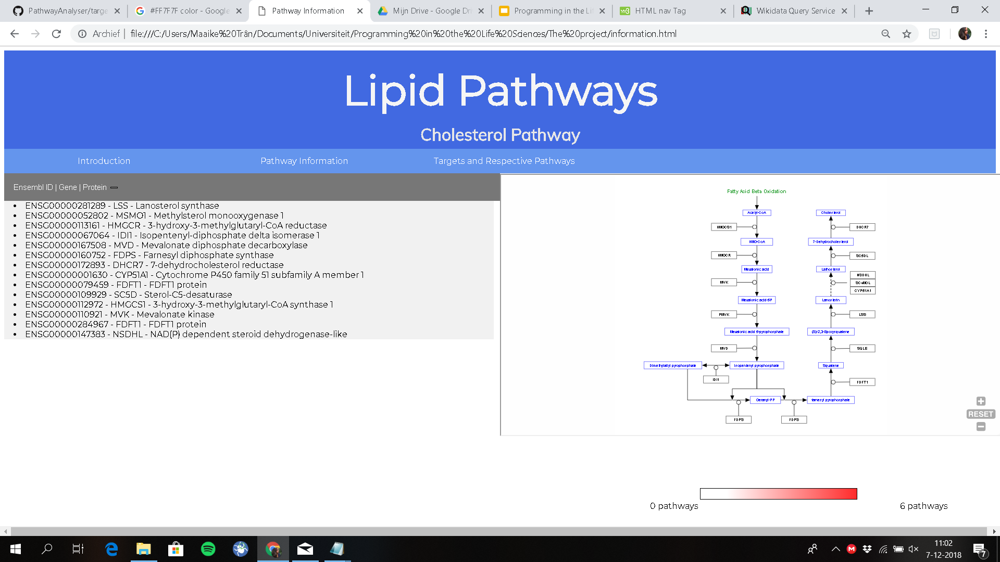 PathwayAnalyser/targe
#FF7F7F color - Google
Pathway Information
Mijn Drive - Google Dri
Programming in the Li
HTML nav Tag
Wikidata Query Service
Archief | file:///C:/Users/Maaike%20Trân/Documents/Universiteit/Programming%20in%20the%20Life%20Sciences/The%20project/information.html
Lipid Pathways
Cholesterol Pathway
Introduction
Pathway Information
Targets and Respective Pathways
Ensembl ID | Gene | Protein
• ENSG00000281289 - LSS - Lanosterol synthase
• ENSG00000052802 - MSMO1 - Methylsterol monooxygenase 1
• ENSG00000113161 - HMGCR - 3-hydroxy-3-methylglutaryl-CoA reductase
• ENSG00000067064 - IDI1 - Isopentenyl-diphosphate delta isomerase 1
• ENSG00000167508 - MVD - Mevalonate diphosphate decarboxylase
• ENSG00000160752 - FDPS - Farnesyl diphosphate synthase
• ENSG00000172893 - DHCR7 - 7-dehydrocholesterol reductase
• ENSG00000001630 - CYP51A1 - Cytochrome P450 family 51 subfamily A member 1
• ENSG00000079459 - FDFT1 - FDFT1 protein
• ENSG00000109929 - SC5D - Sterol-C5-desaturase
• ENSG00000112972 - HMGCS1 - 3-hydroxy-3-methylglutaryl-CoA synthase 1
• ENSG00000110921 - MVK - Mevalonate kinase
• ENSG00000284967 - FDFT1 - FDFT1 protein
• ENSG00000147383 - NSDHL - NAD(P) dependent steroid dehydrogenase-like
Fatty Acid Beta Oxidation
Acetyl-CoA
Cholesterol
HMGCS1
DHCR7
HMG-CoA
7-Dehydrocholesterol
HMGCR
SC5DL
Mevalonic acid
Lathosterol
NSDHL
MVK
SC4MOL
CYP51A1
Mevalonic acid-5P
Lanosterin
PMVK
LSS
Mevalonic acid 5-pyrophosphate
(S)-2,3-Epoxysqualene
MVD
SQLE
Dimethylallyl pyrophosphate
Isopentenyl pyrophosphate
Squalene
IDI1
FDFT1
Geranyl-PP
farnesyl pyrophosphate
FDPS
FDPS
RESET
0 pathways
6 pathways
11:02
7-12-2018
7